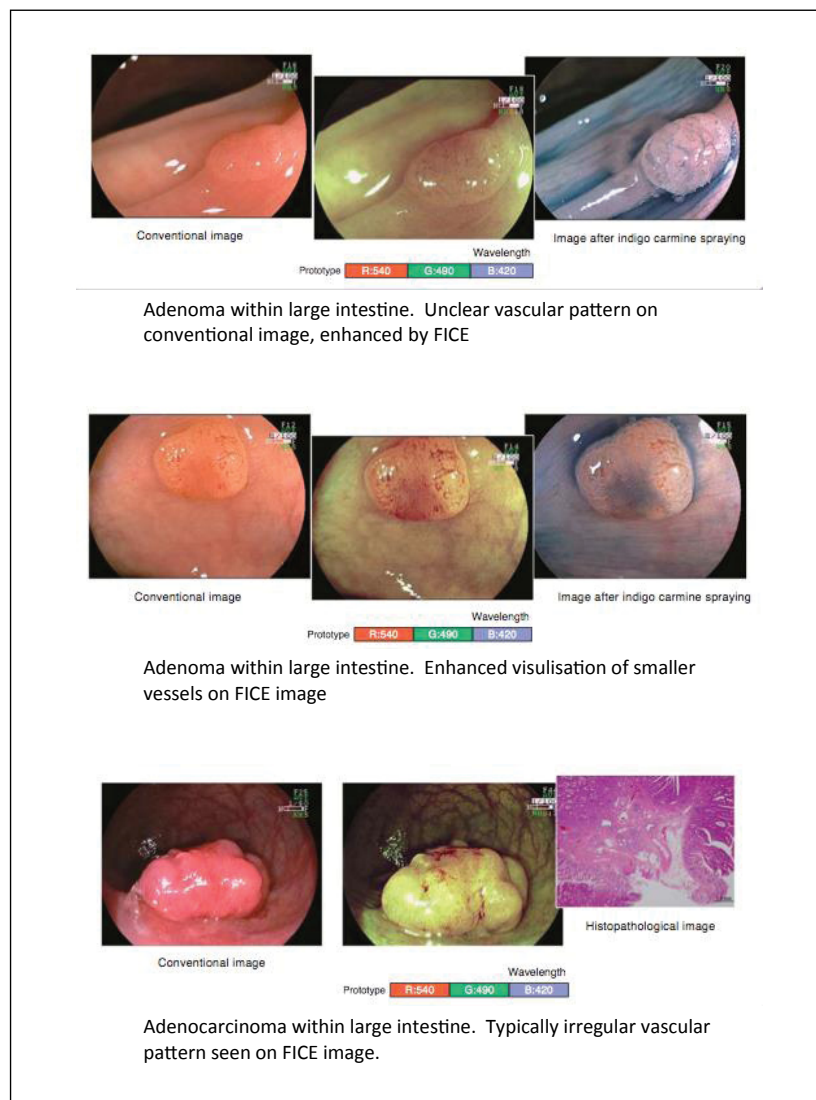 Conventional image
Image after indigo carmine spraying
Wavelength
Prototype R:540 G:490 B:420
Adenoma within large intestine. Unclear vascular pattern on
conventional image, enhanced by FICE
Conventional image
Image after indigo carmine spraying
Wavelength
Prototype R:540 G:490 B:420
Adenoma within large intestine. Enhanced visulisation of smaller
vessels on FICE image
Conventional image
Histopathological image
Wavelength
Prototype R:540 G:490 B:420
Adenocarcinoma within large intestine. Typically irregular vascular
pattern seen on FICE image.